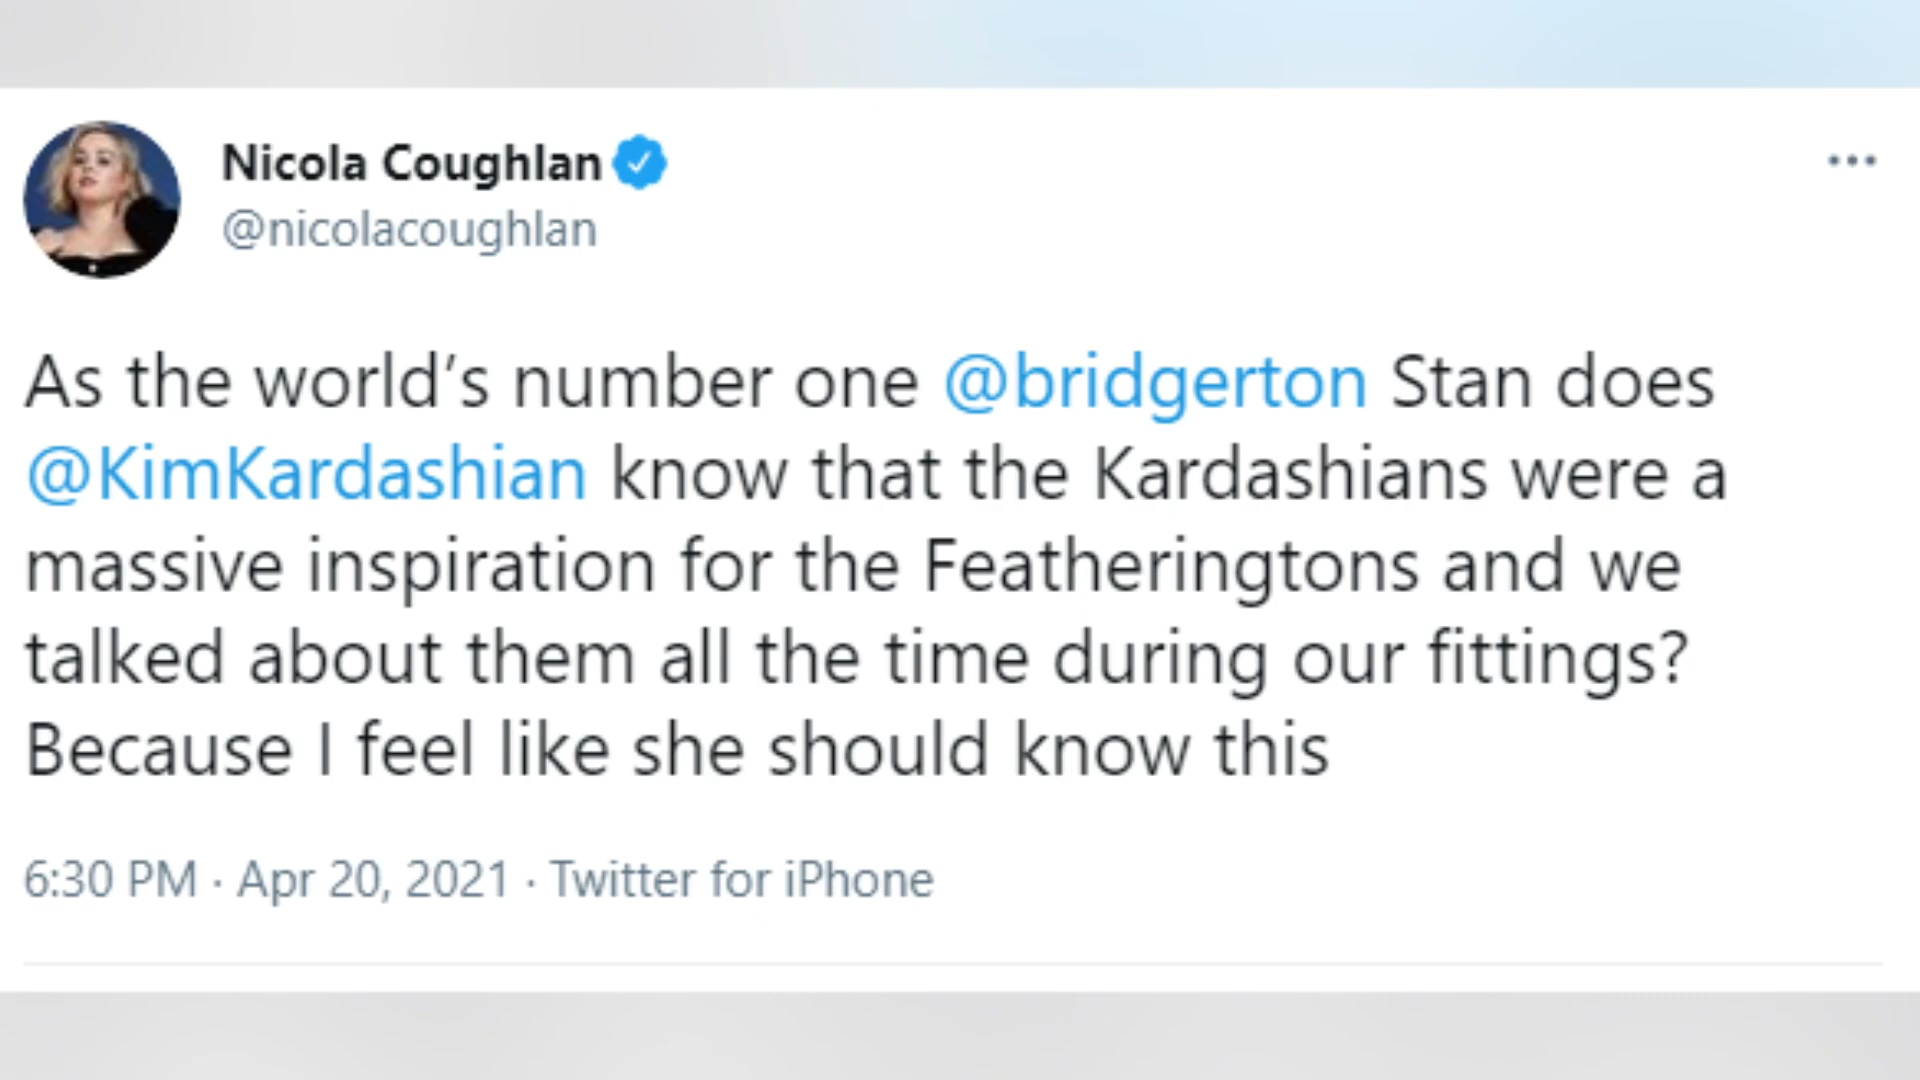 Nicola Coughlan
@nicolacoughlan
As the world’s number one @bridgerton Stan does
@KimKardashian know that the Kardashians were a
massive inspiration for the Featheringtons and we
talked about them all the time during our fittings?
Because I feel like she should know this
6:30 PM · Apr 20, 2021 · Twitter for iPhone